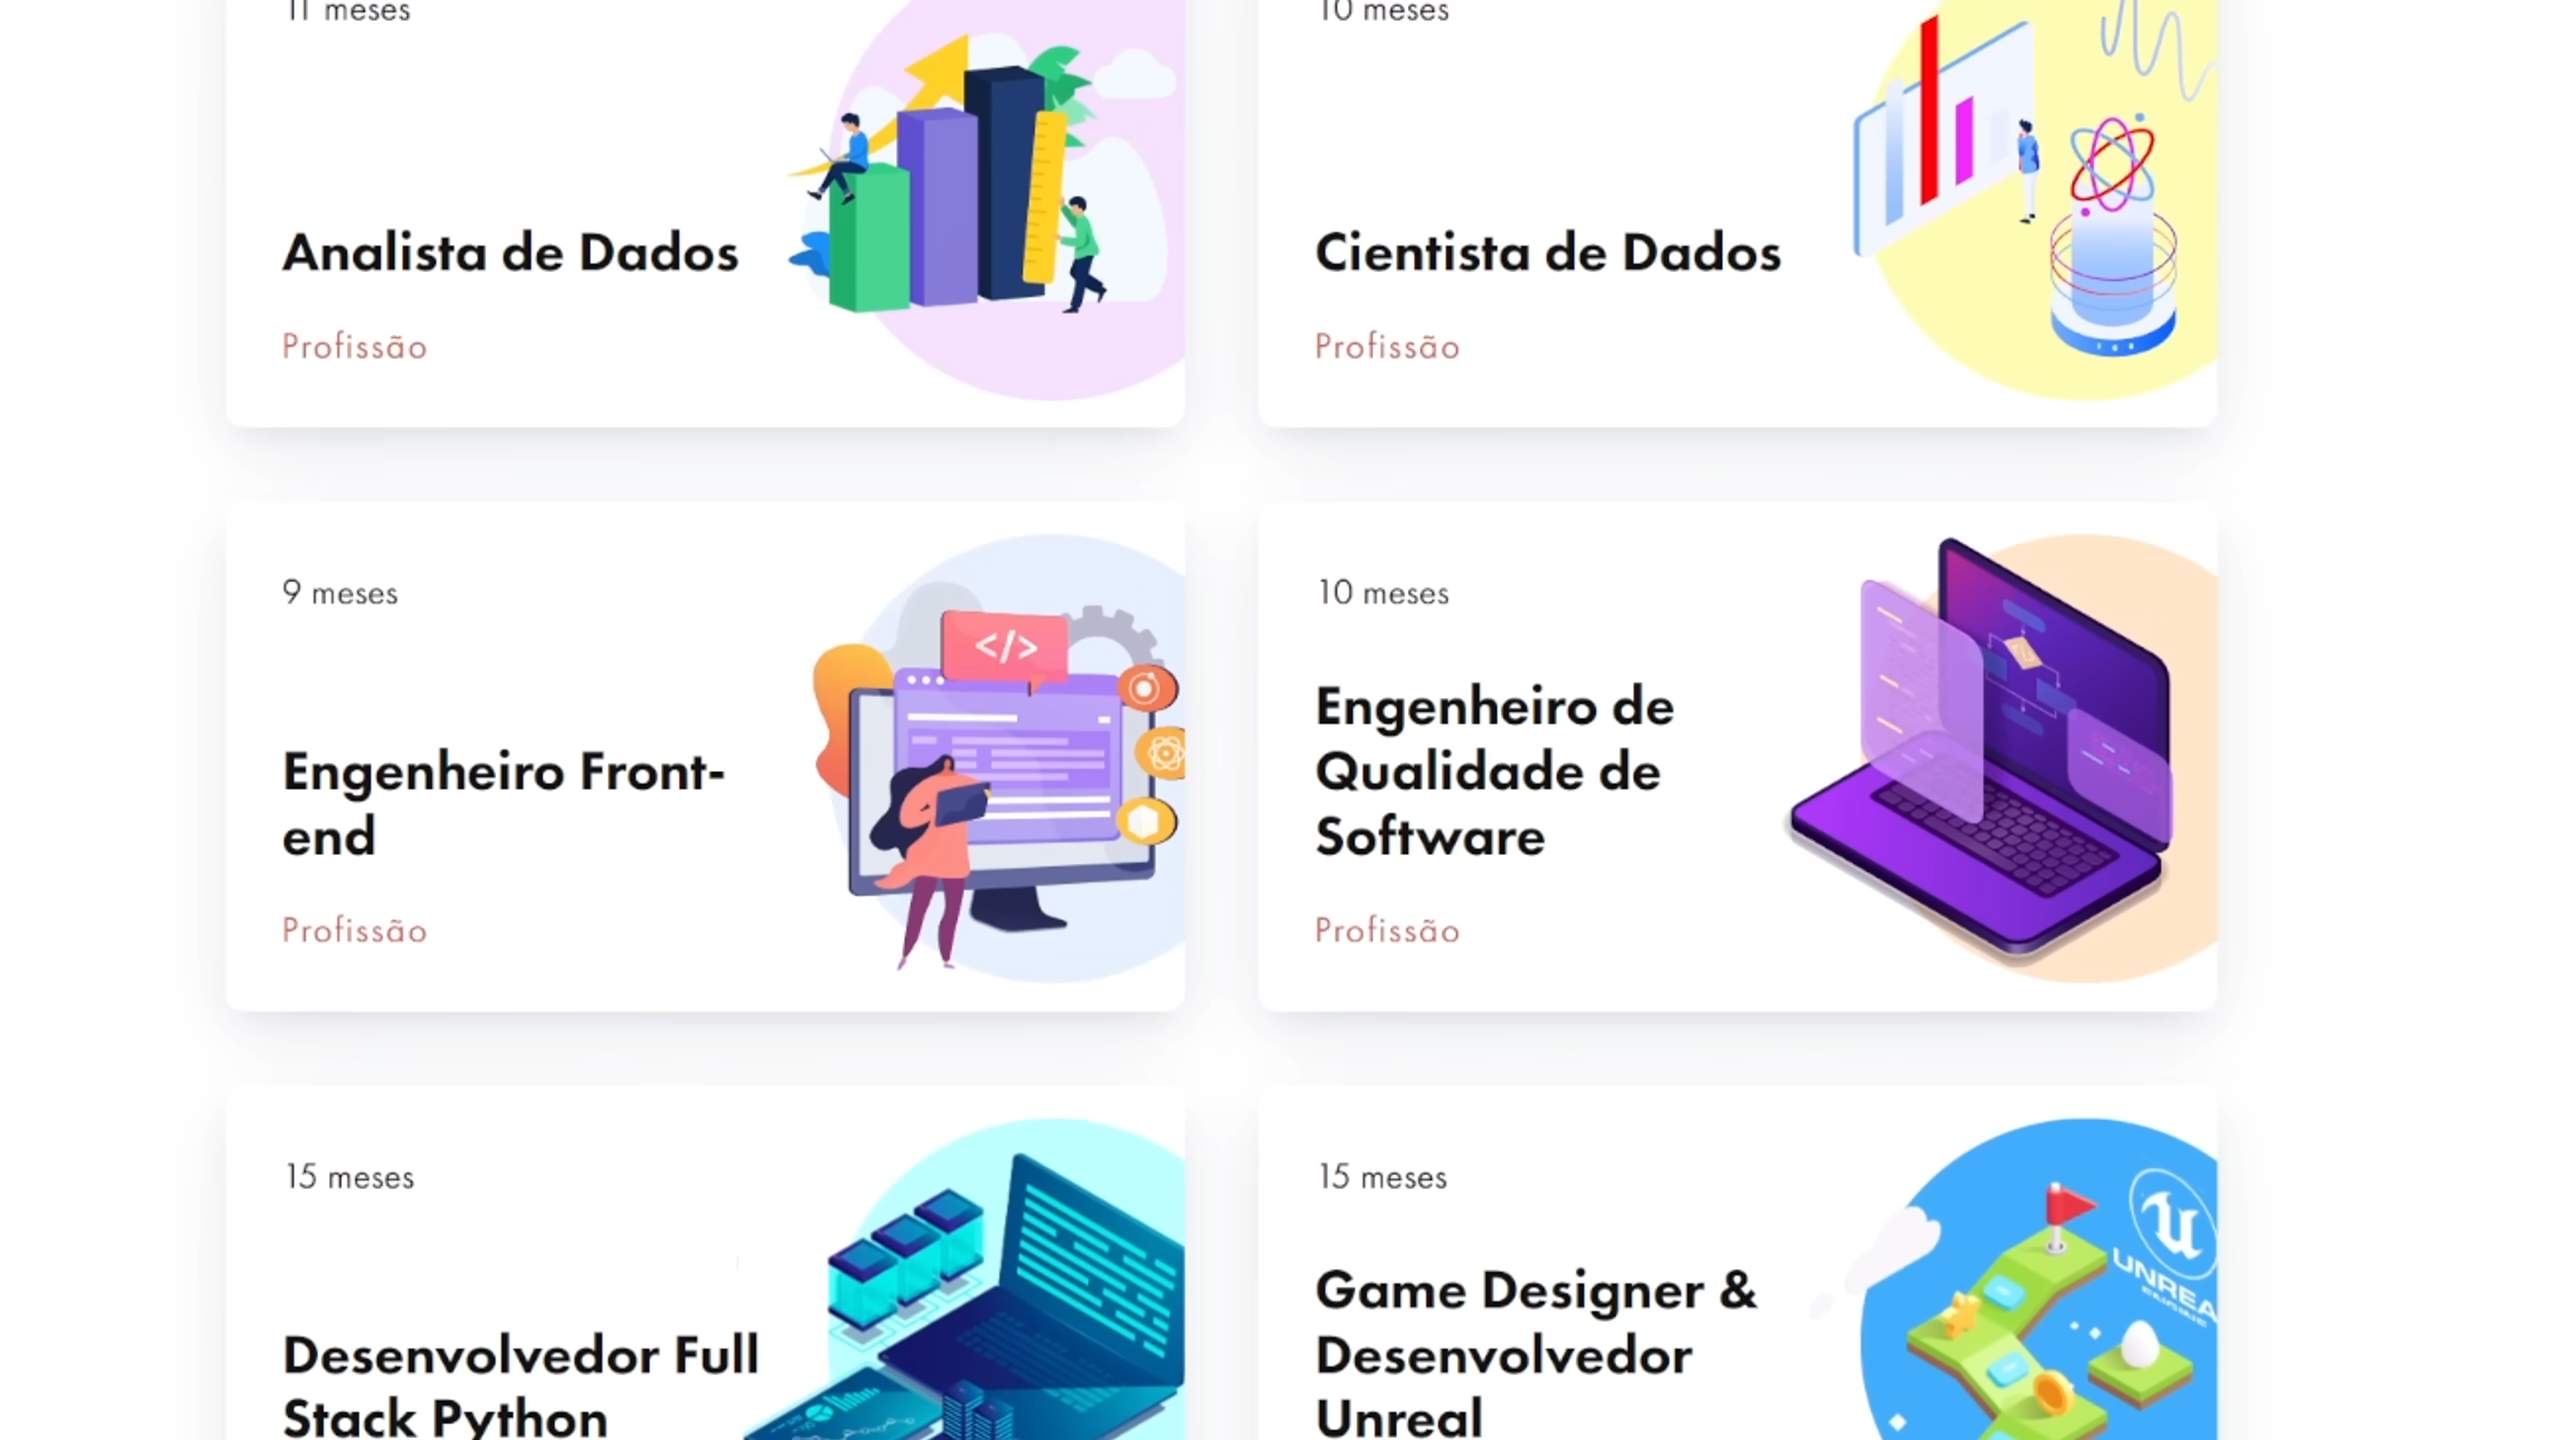 11 meses
Analista de Dados
Profissão
10 meses
Cientista de Dados
Profissão
9 meses
</>
Engenheiro Front-
end
Profissão
10 meses
Engenheiro de
Qualidade de
Software
Profissão
15 meses
Desenvolvedor Full
Stack Python
15 meses
Game Designer &
Desenvolvedor
Unreal